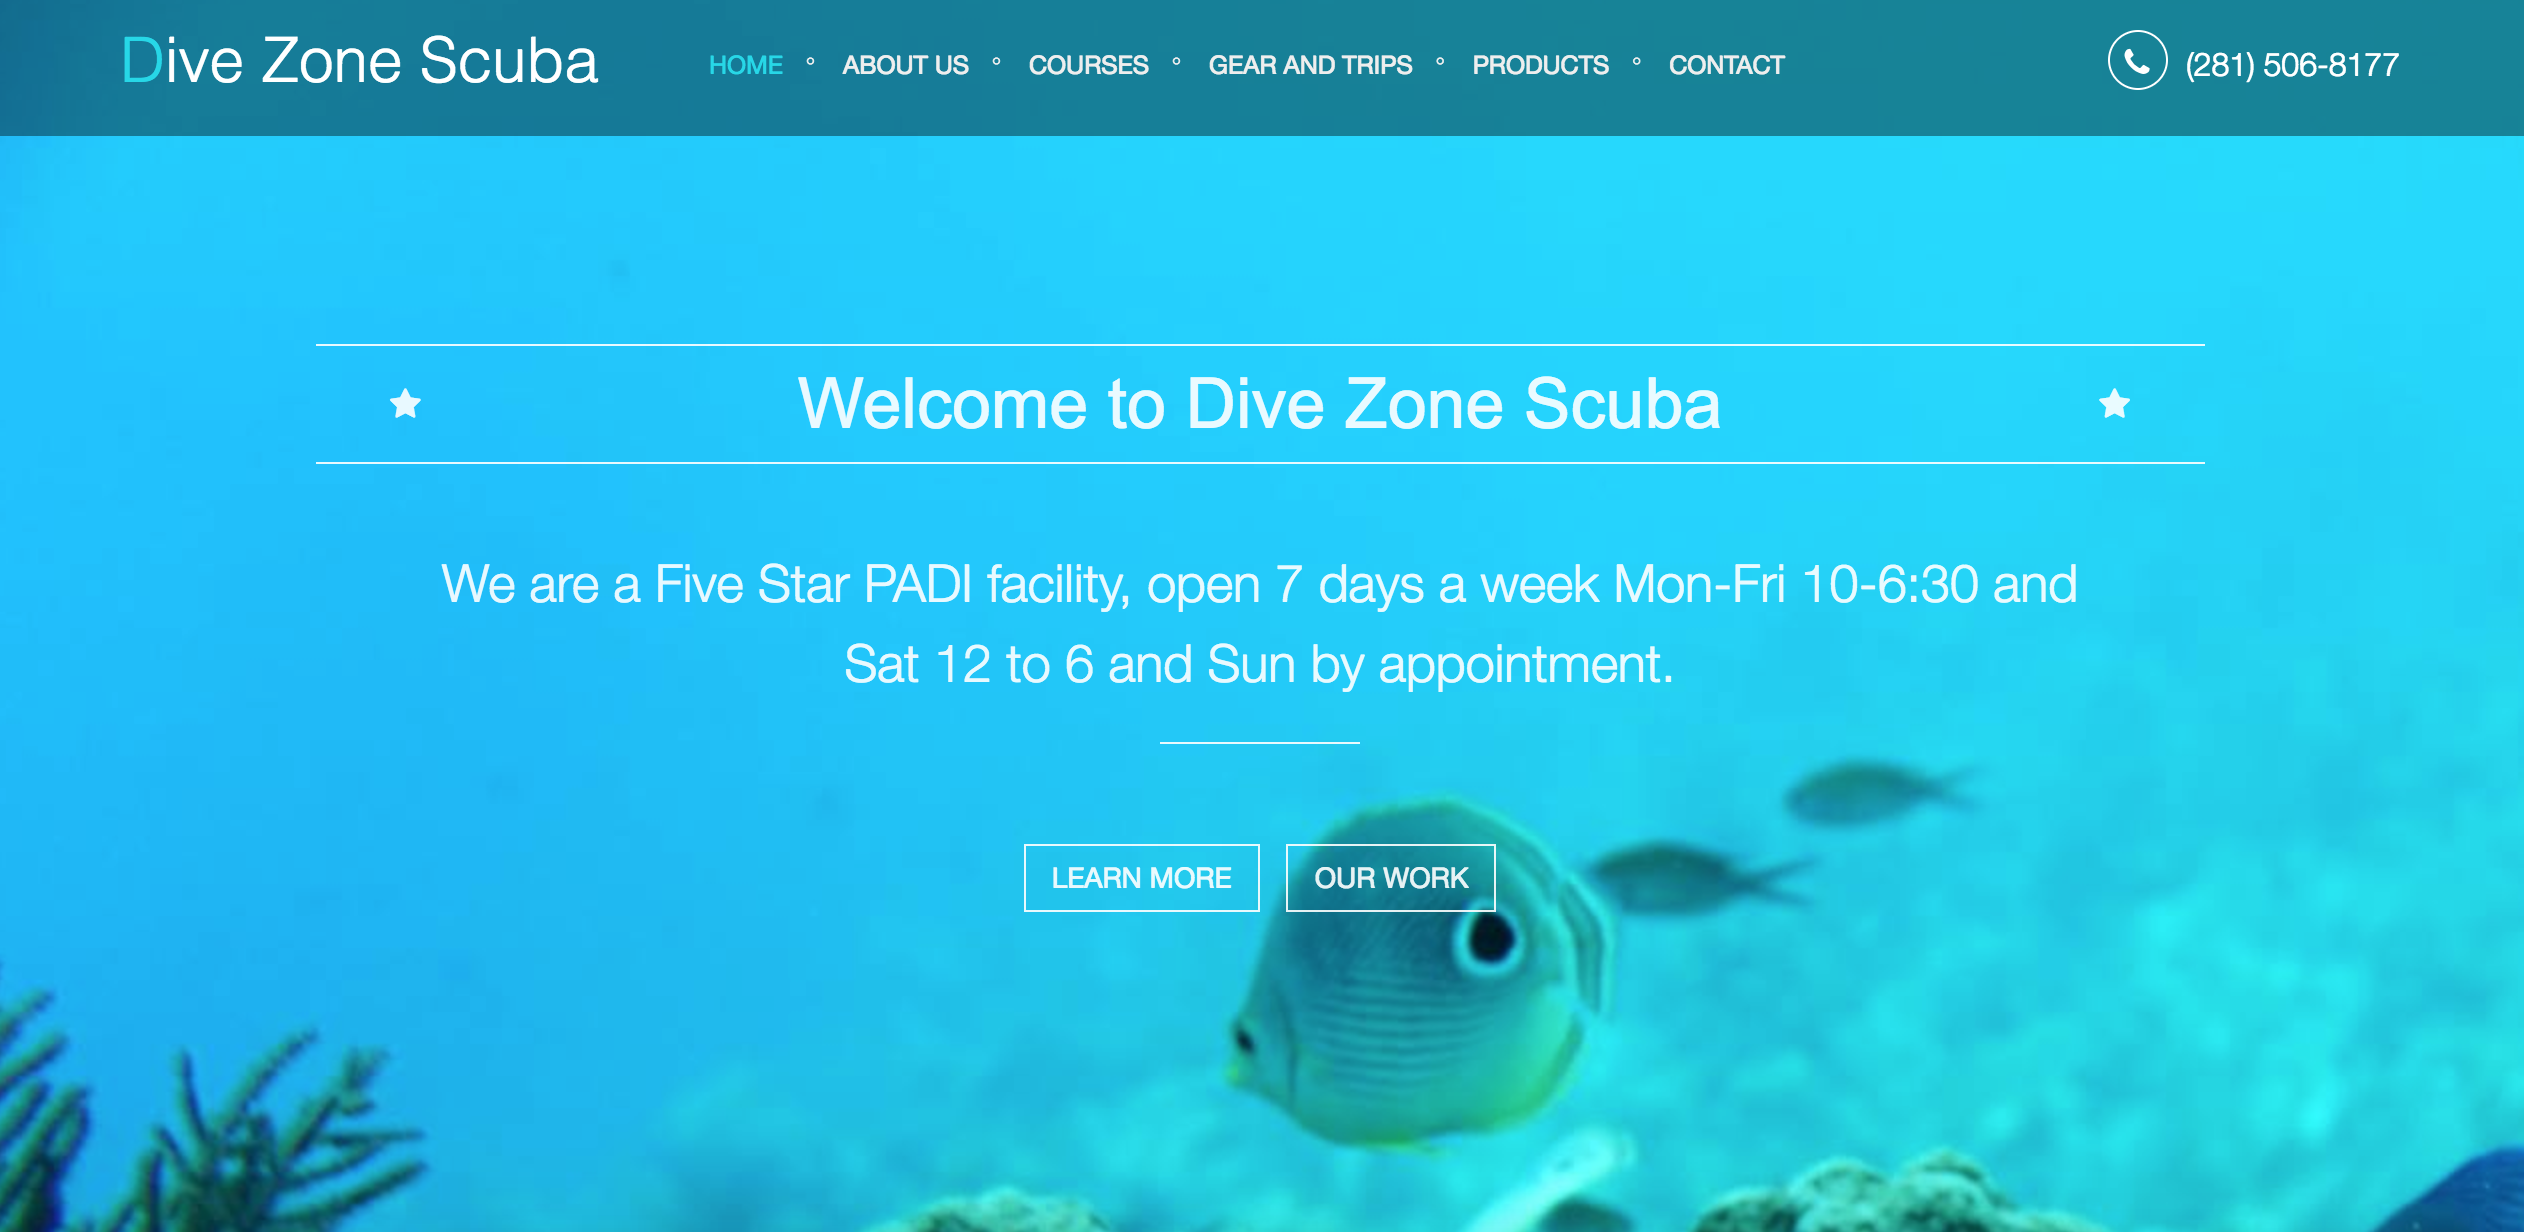 Dive Zone Scuba
HOME
ABOUT US
COURSES
GEAR AND TRIPS
PRODUCTS
CONTACT
(281) 506-8177
Welcome to Dive Zone Scuba
We are a Five Star PADI facility, open 7 days a week Mon-Fri 10-6:30 and
Sat 12 to 6 and Sun by appointment.
LEARN MORE
OUR WORK